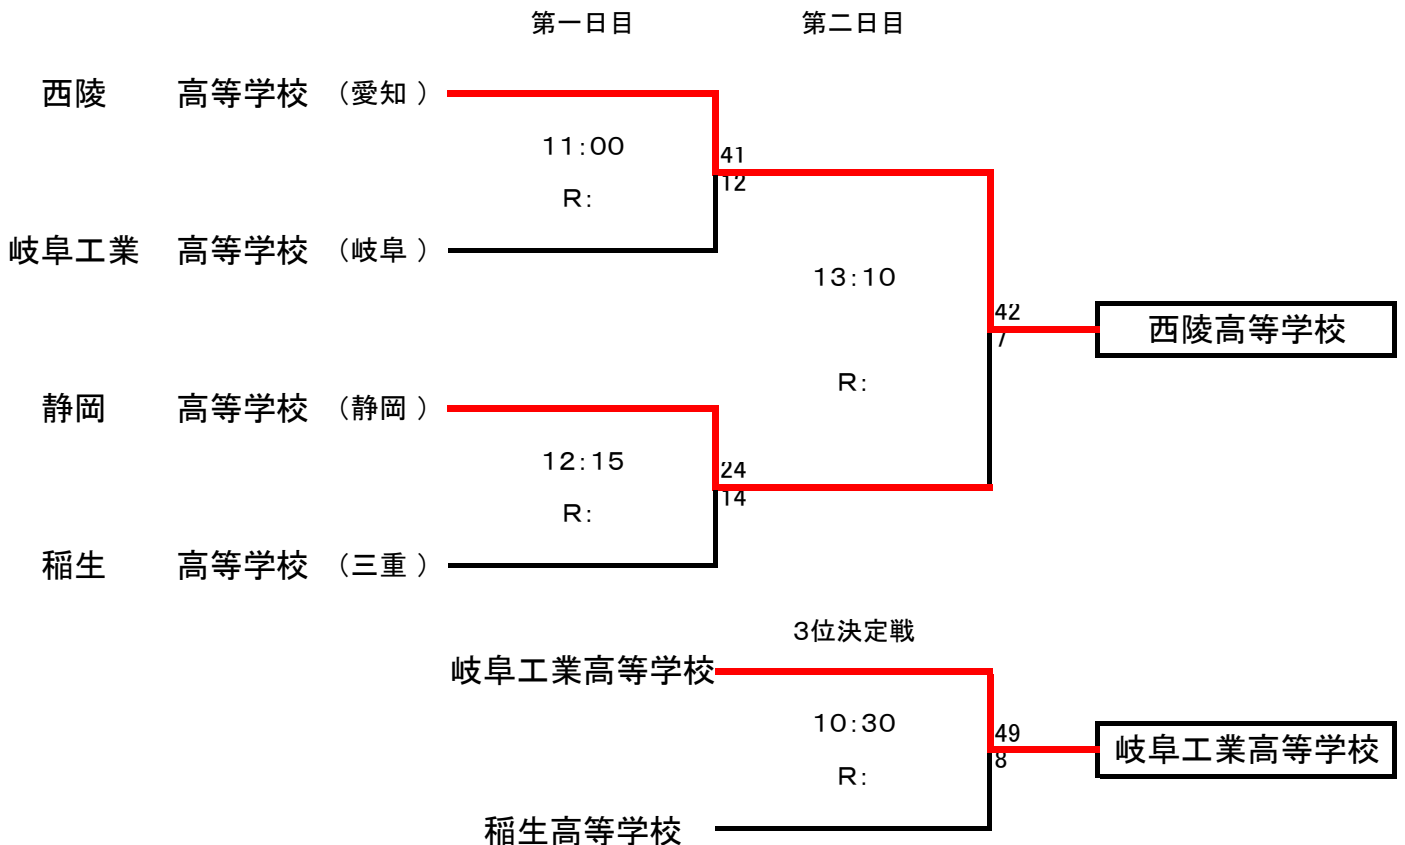 第一日目 第二日目
西陵 高等学校 （愛知 ）
11:00
41
12
R:
岐阜工業 高等学校 （岐阜 ）
13:10
42
7
西陵高等学校
R:
静岡 高等学校 （静岡 ）
12:15
24
14
R:
稲生 高等学校 （三重 ）
3位決定戦
岐阜工業高等学校
10:30
49
8
岐阜工業高等学校
R:
稲生高等学校